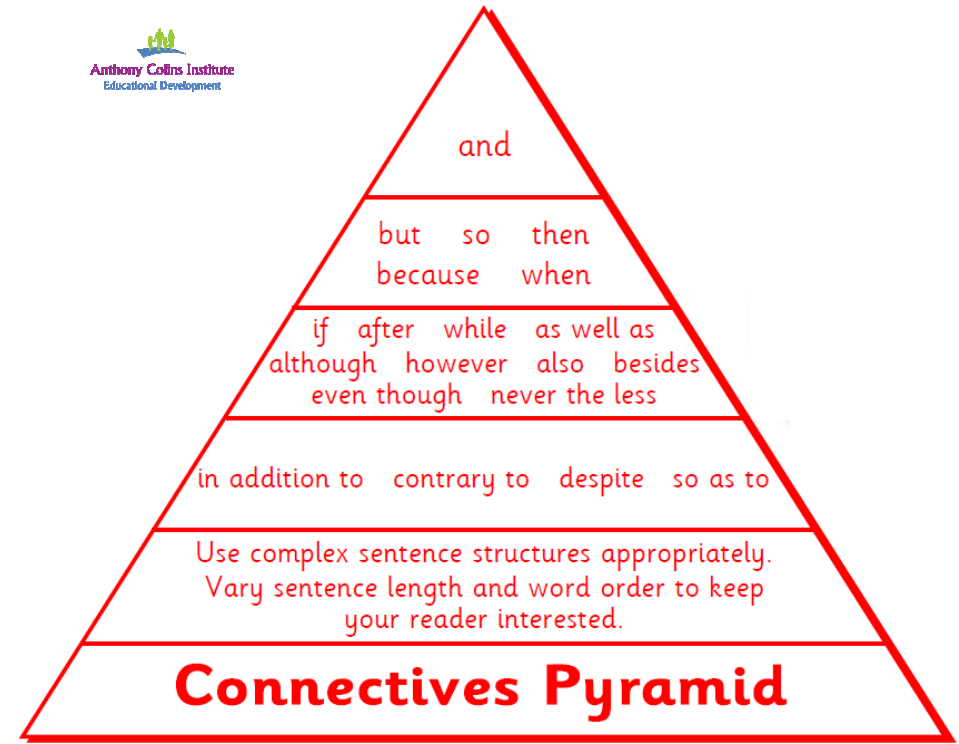 Anthony Colins Institute
Educational Development
and
but so then
because when
if after while as well as
although however also besides
even though never the less
in addition to contrary to despite so as to
Use complex sentence structures appropriately.
Vary sentence length and word order to keep
your reader interested.
Connectives Pyramid